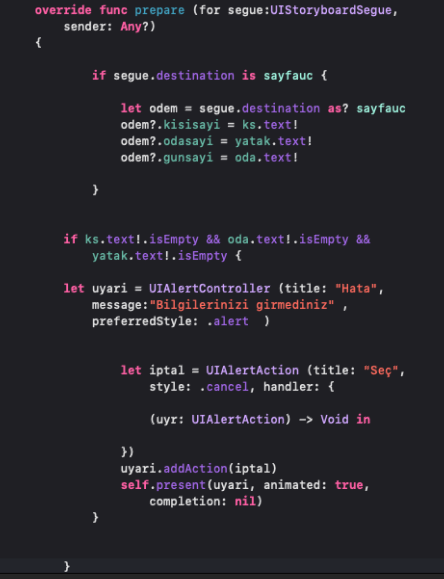 override func prepare (for segue:UIStoryboardSegue,
sender: Any?)
{
if segue.destination is sayfauc {
let odem = segue.destination as? sayfauc
odem?.kisisayi = ks.text!
odem?.odasayi = yatak.text!
odem?.gunsayi = oda.text!
}
if ks.text!.isEmpty && oda.text!.isEmpty &&
yatak.text!.isEmpty {
let uyari = UIAlertController (title: "Hata",
message:"Bilgilerinizi girmediniz" ,
preferredStyle: .alert  )
let iptal = UIAlertAction (title: "Seç",
style: .cancel, handler: {
(uyr: UIAlertAction) -> Void in
})
uyari.addAction(iptal)
self.present(uyari, animated: true,
completion: nil)
}
}